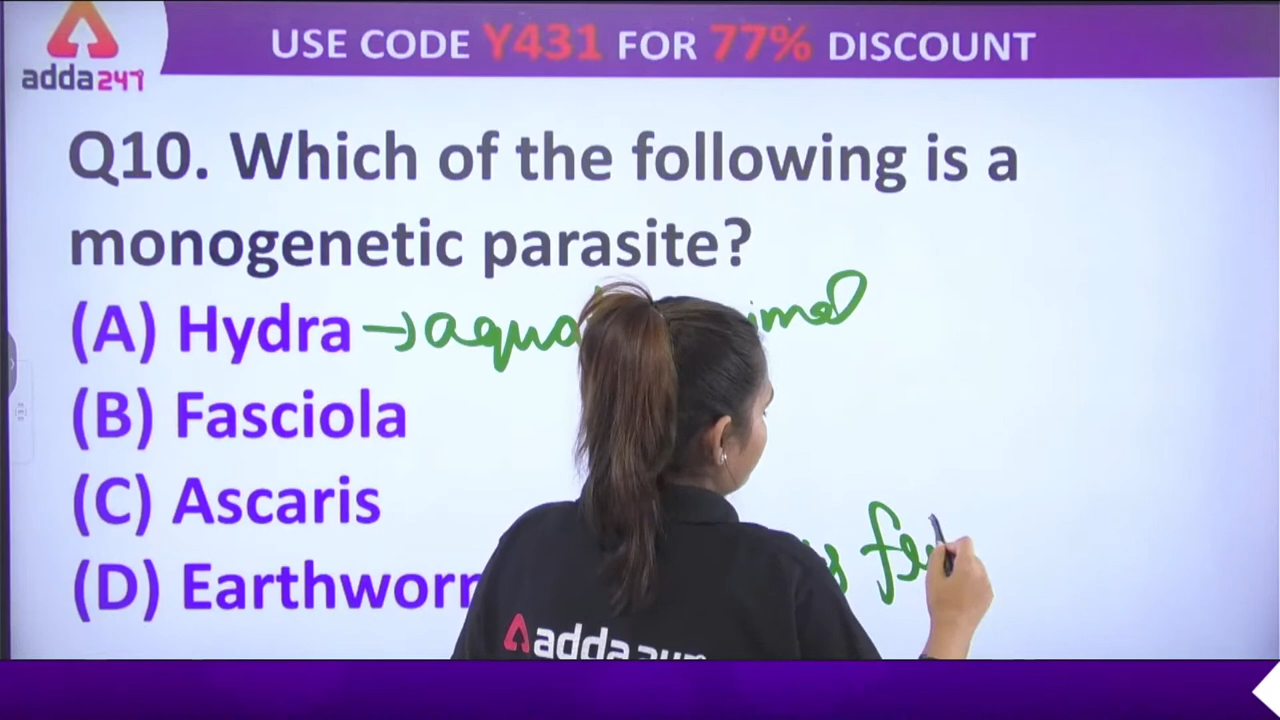 adda247
USE CODE Y431 FOR 77% DISCOUNT
Q10. Which of the following is a
monogenetic parasite?
(A) Hydra →
(B) Fasciola
(C) Ascaris
(D)
adda